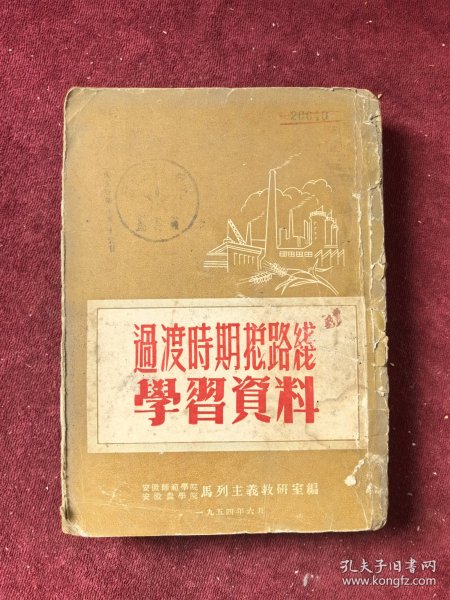 20610
過渡時期总路綫
學習資料
安徽師範學院
安徽農學院
馬列主義教研室編
一九五四年六月
孔夫子旧书网
www.kongfz.com